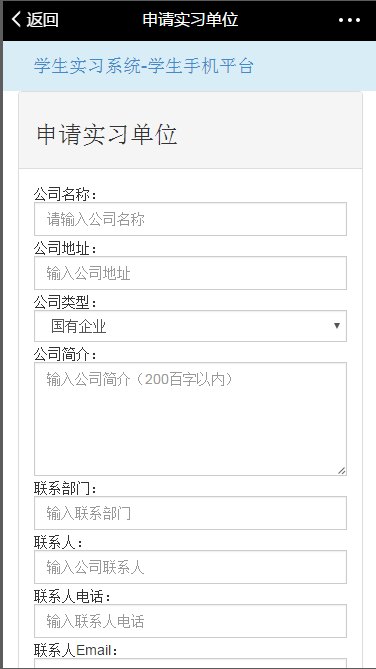 返回 申请实习单位
学生实习系统-学生手机平台
申请实习单位
公司名称：
请输入公司名称
公司地址：
输入公司地址
公司类型：
国有企业
公司简介：
输入公司简介（200百字以内）
联系部门：
输入联系部门
联系人：
输入公司联系人
联系人电话：
输入联系人电话
联系人Email：